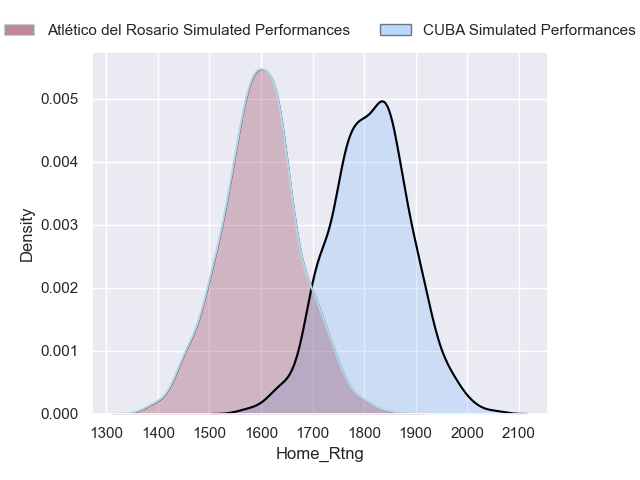 Atlético del Rosario Simulated Performances CUBA Simulated Performances
0.005
0.004
0.003
0.002
0.001
0.000
Density
1300 1400 1500 1600 1700 1800 1900 2000 2100
Home_Rtng